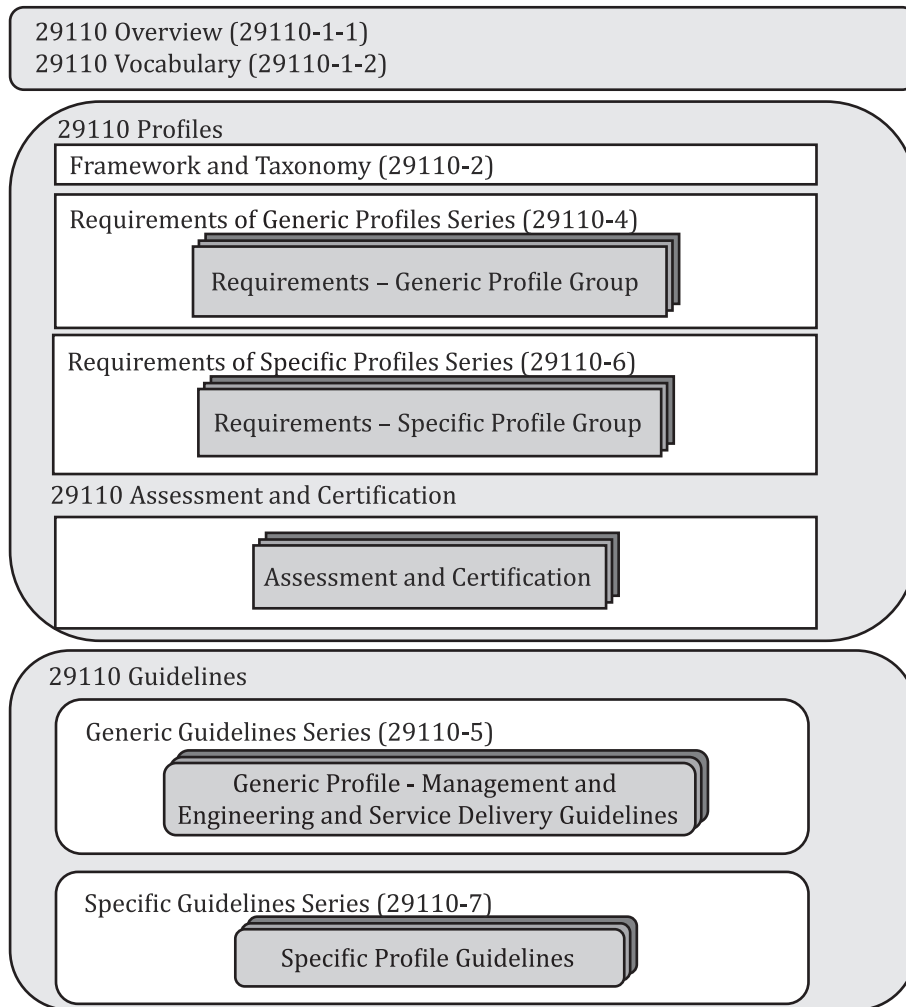 29110 Overview (29110-1-1)
29110 Vocabulary (29110-1-2)
29110 Profiles
Framework and Taxonomy (29110-2)
Requirements of Generic Profiles Series (29110-4)
Requirements – Generic Profile Group
Requirements of Specific Profiles Series (29110-6)
Requirements – Specific Profile Group
29110 Assessment and Certification
Assessment and Certification
29110 Guidelines
Generic Guidelines Series (29110-5)
Generic Profile - Management and
Engineering and Service Delivery Guidelines
Specific Guidelines Series (29110-7)
Specific Profile Guidelines